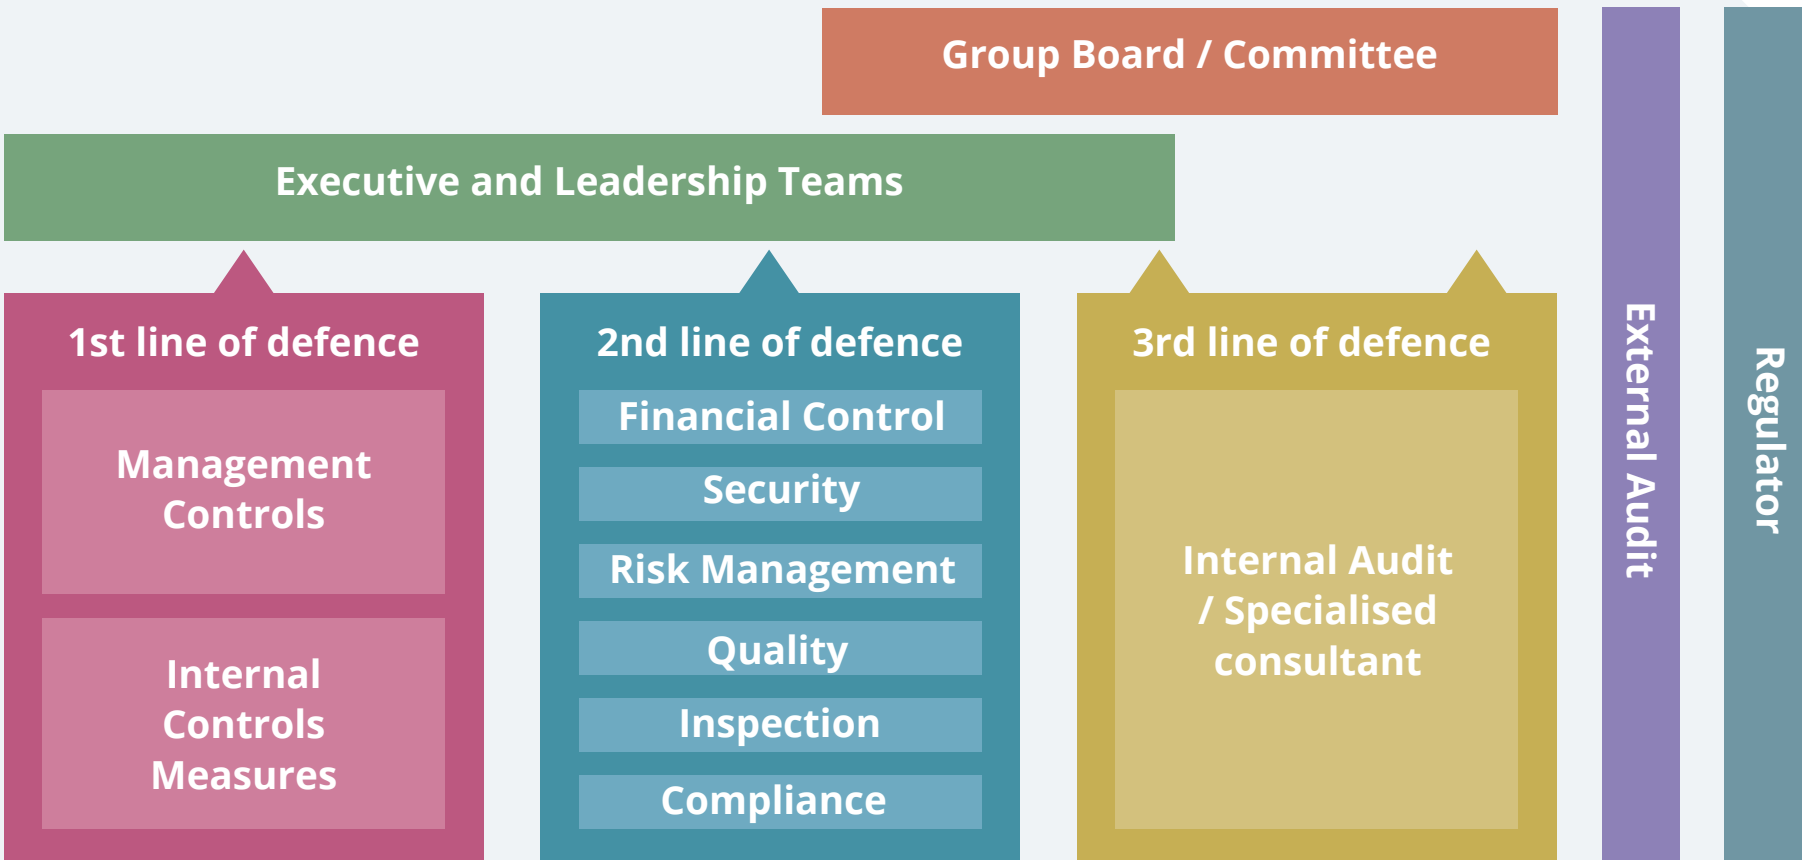 Group Board / Committee
Executive and Leadership Teams
1st line of defence
Management
Controls
Internal
Controls
Measures
2nd line of defence
Financial Control
Security
Risk Management
Quality
Inspection
Compliance
3rd line of defence
Internal Audit
/ Specialised
consultant
External Audit
Regulator